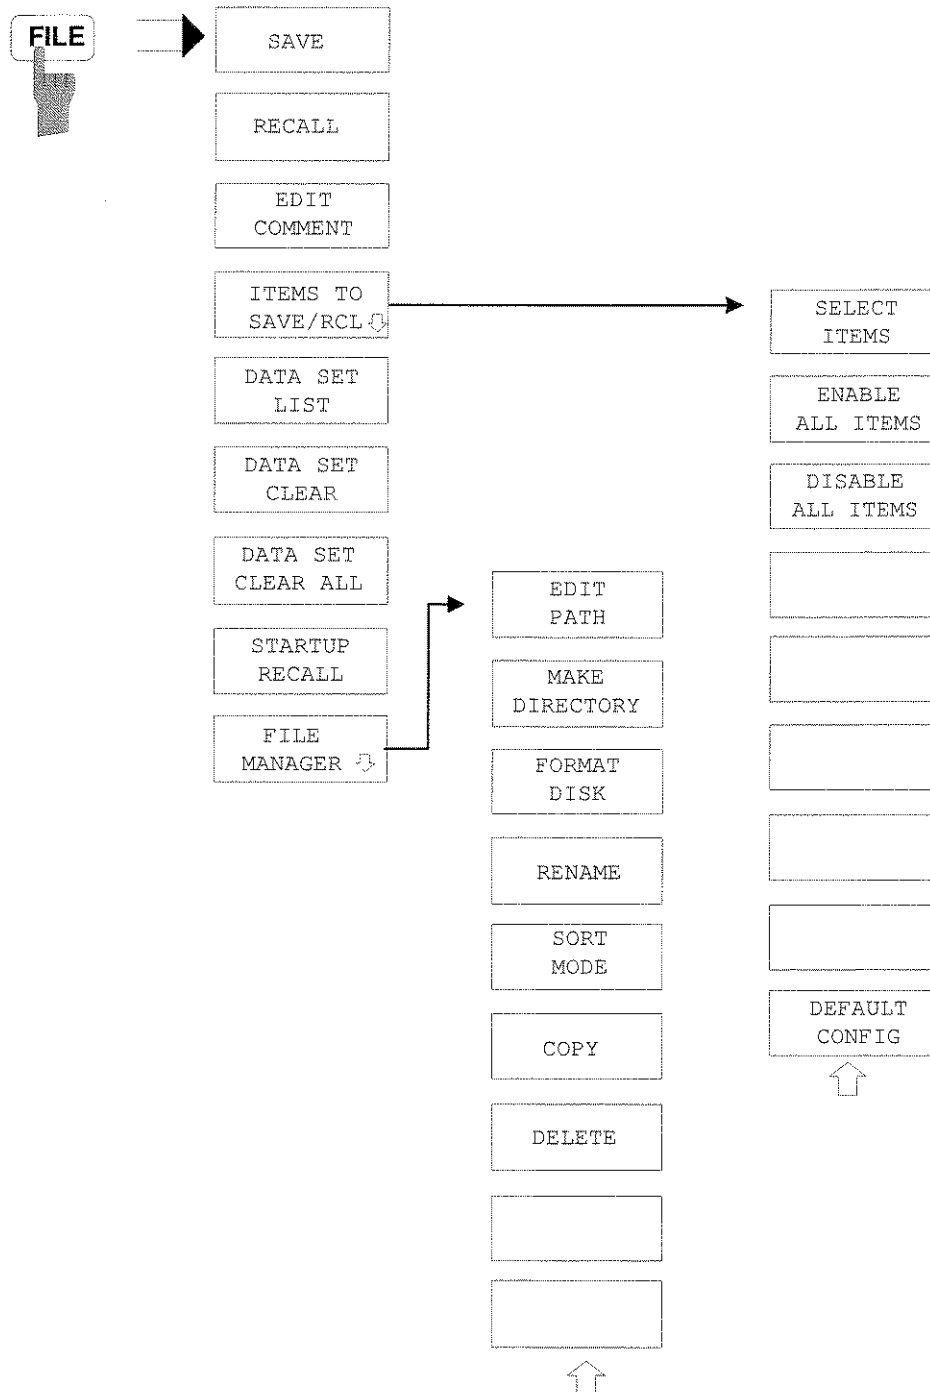 FILE
SAVE
RECALL
EDIT
COMMENT
ITEMS TO
SAVE/RCL
DATA SET
LIST
DATA SET
CLEAR
DATA SET
CLEAR ALL
STARTUP
RECALL
FILE
MANAGER
EDIT
PATH
MAKE
DIRECTORY
FORMAT
DISK
RENAME
SORT
MODE
COPY
DELETE
SELECT
ITEMS
ENABLE
ALL ITEMS
DISABLE
ALL ITEMS
DEFAULT
CONFIG